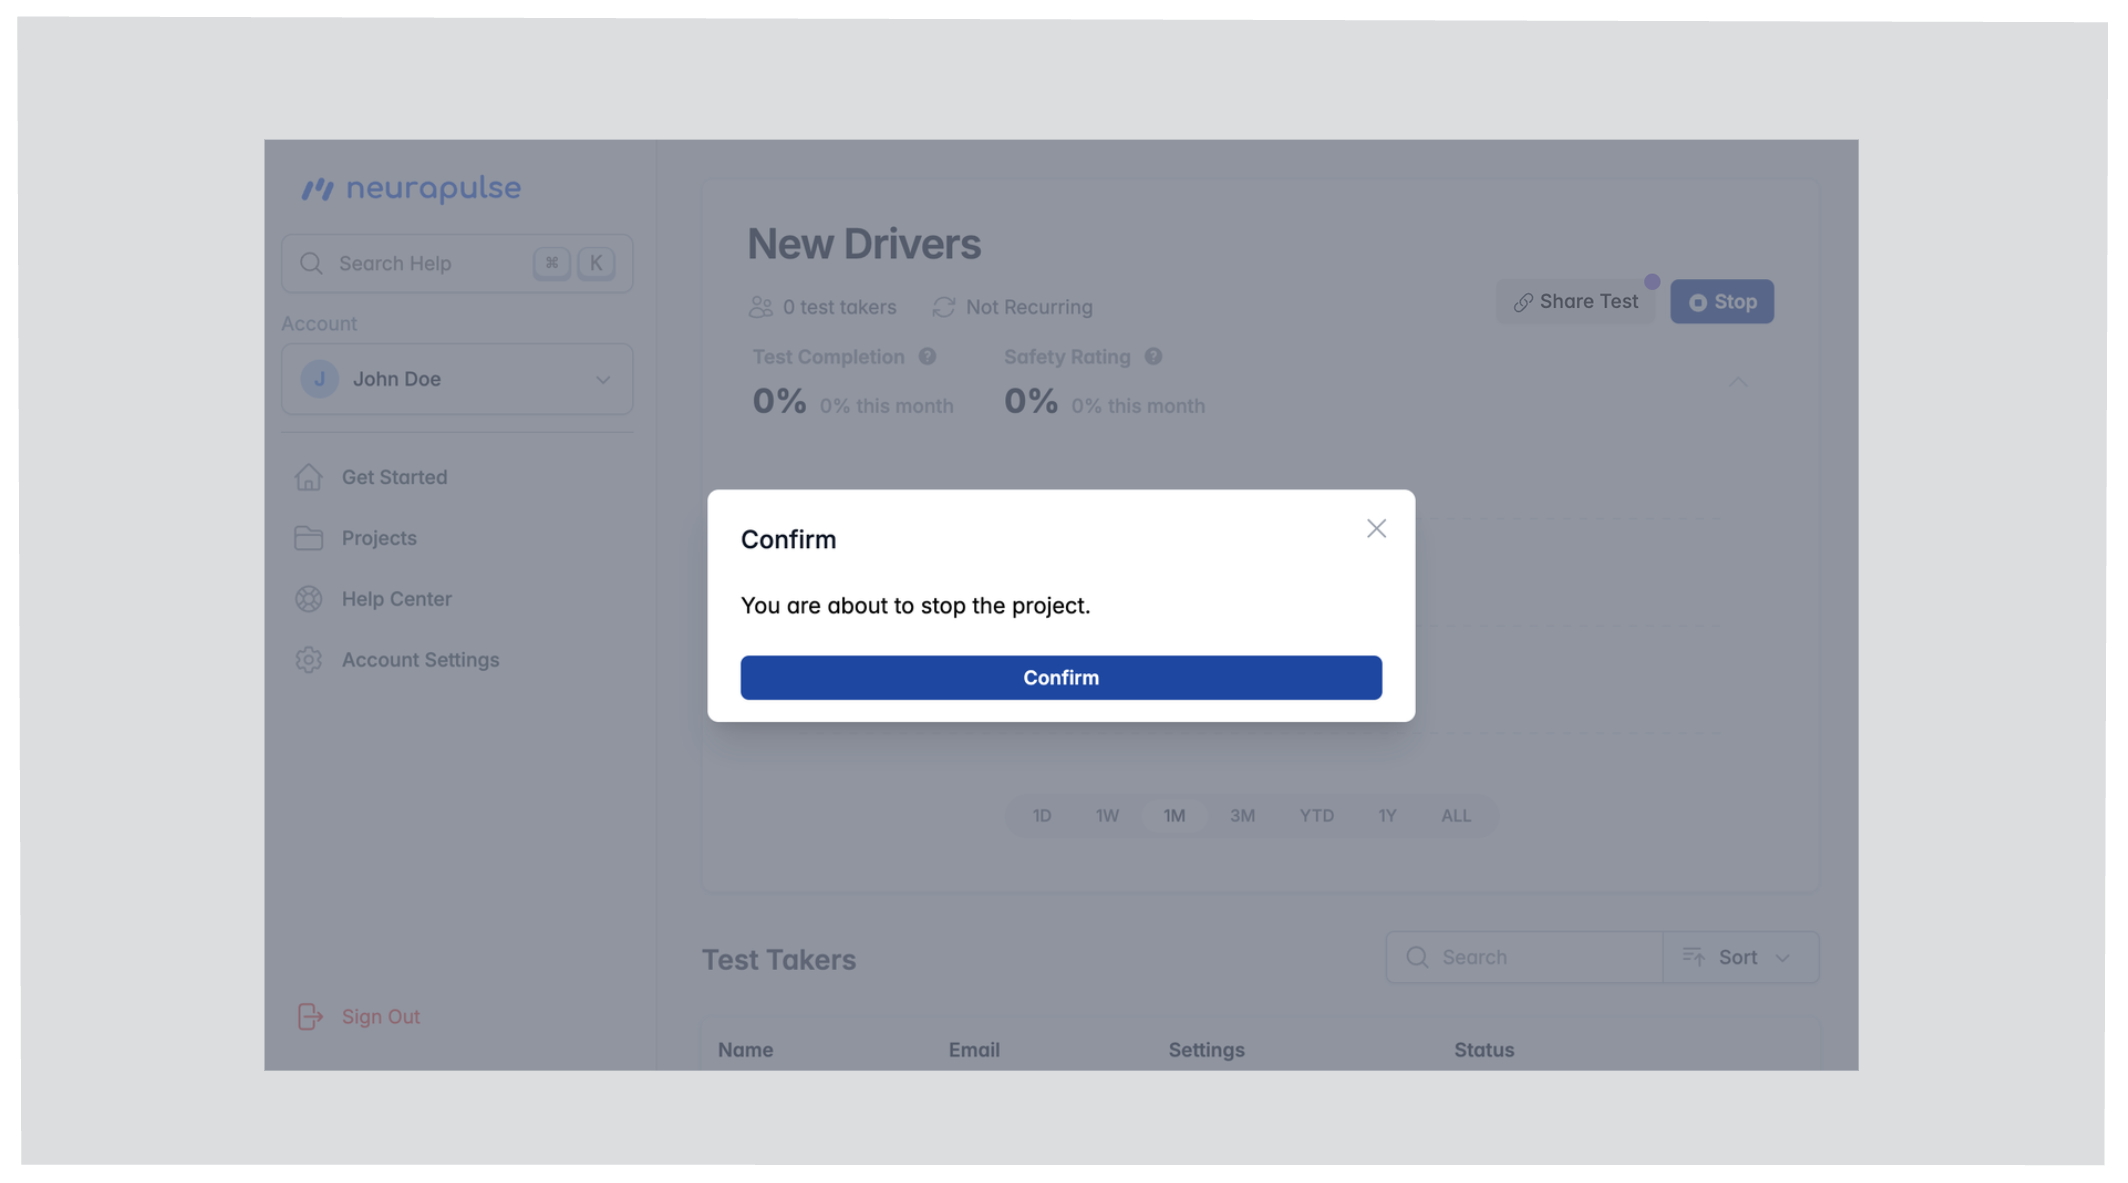 neurapulse
Search Help ⌘ K
Account
J John Doe
Get Started
Projects
Help Center
Account Settings
Sign Out
New Drivers
0 test takers Not Recurring
Share Test Stop
Test Completion ? Safety Rating ?
0% 0% this month 0% 0% this month
Confirm
You are about to stop the project.
Confirm
1D 1W 1M 3M YTD 1Y ALL
Test Takers
Search Sort
Name Email Settings Status